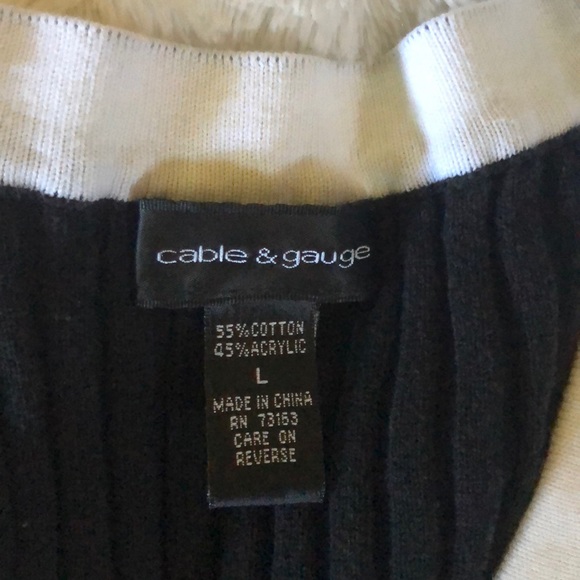 cable & gauge
55%COTTON
45%ACRYLIC
L
MADE IN CHINA
RN 73163
CARE ON
REVERSE